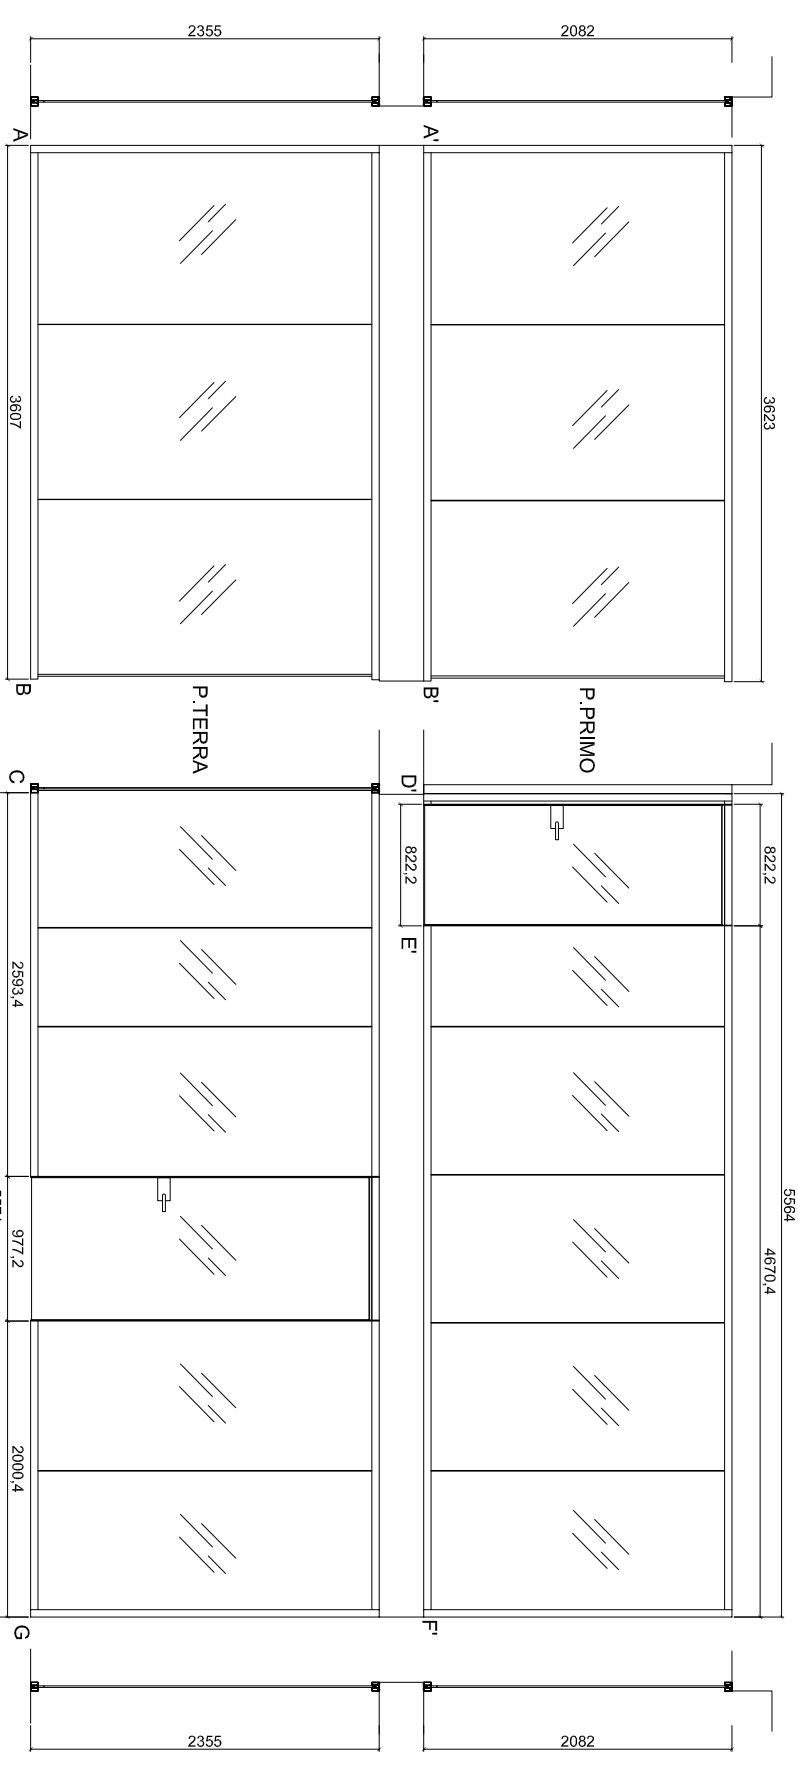 2355
2082
A
A'
3607
3623
B
B'
P.TERRA
P.PRIMO
C
D'
822,2
822,2
E'
2593,4
5564
977,2
4670,4
2000,4
G
F'
2355
2082